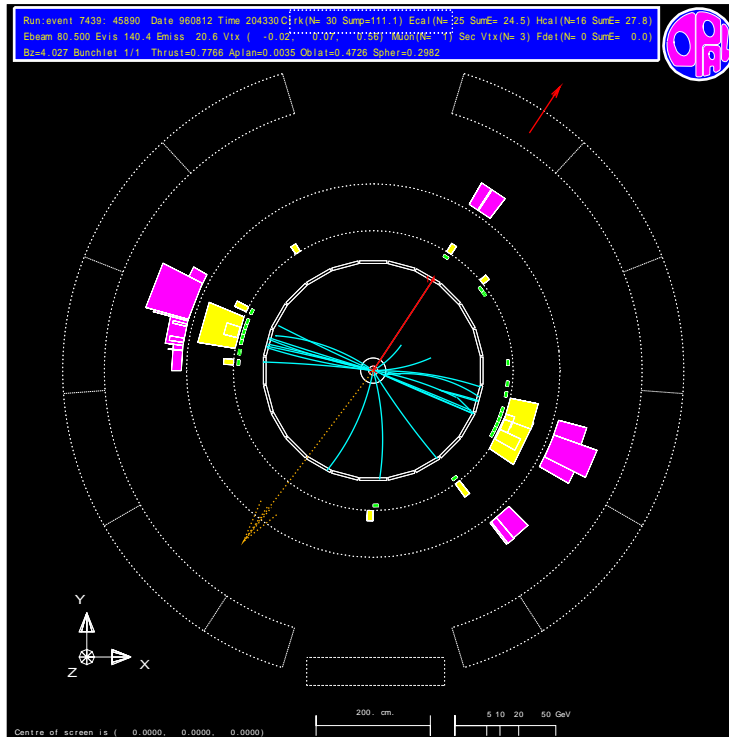 Run:event 7439: 45890 Date 960812 Time 204330 Ctrk(N= 30 Sump=111.1) Ecal(N= 25 SumE= 24.5) Hcal(N=16 SumE= 27.8)
Ebeam 80.500 Evis 140.4 Emiss 20.6 Vtx ( -0.02, 0.07, 0.56) Muon(N= 1) Sec Vtx(N= 3) Fdet(N= 0 SumE= 0.0)
Bz=4.027 Bunchlet 1/1 Thrust=0.7766 Aplan=0.0035 Oblat=0.4726 Spher=0.2982
OPAL
Y
X
Z
200. cm.
5 10 20 50 GeV
Centre of screen is ( 0.0000, 0.0000, 0.0000)